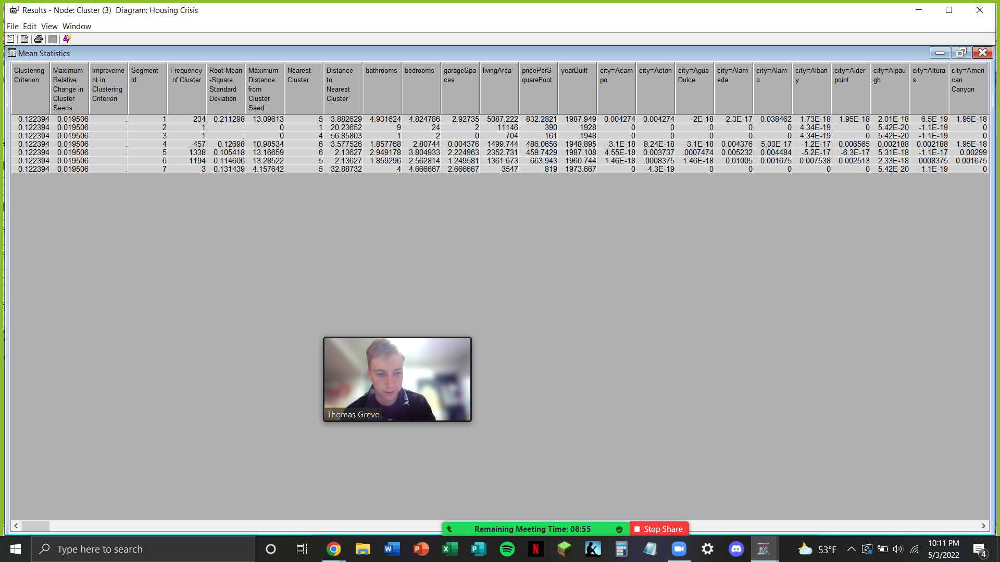 Results - Node: Cluster (3)  Diagram: Housing Crisis
File Edit View Window
Mean Statistics
Clustering Criterion | Maximum Relative Change in Cluster Seeds | Improveme nt in Clustering Criterion | Segment Id | Frequency of Cluster | Root-Mean -Square Standard Deviation | Maximum Distance from Cluster Seed | Nearest Cluster | Distance to Nearest Cluster | bathrooms | bedrooms | garageSpa ces | livingArea | pricePerS quareFoot | yearBuilt | city=Acam po | city=Acton | city=Agua Dulce | city=Alam eda | city=Alam o | city=Alban y | city=Alder point | city=Alpau gh | city=Altura s | city=Ameri can Canyon
0.122394 0.019506 . 1 234 0.211298 13.09613 5 3.882629 4.931624 4.824786 2.92735 5087.222 832.2821 1987.949 0.004274 0.004274 -2E-18 -2.3E-17 0.038462 1.73E-18 1.95E-18 2.01E-18 -6.5E-19 1.95E-18
0.122394 0.019506 . 2 1 . 0 1 20.23652 9 24 2 11146 390 1928 0 0 0 0 0 4.34E-19 0 5.42E-20 -1.1E-19 0
0.122394 0.019506 . 3 1 . 0 4 56.85803 1 2 0 704 161 1948 0 0 0 0 0 4.34E-19 0 5.42E-20 -1.1E-19 0
0.122394 0.019506 . 4 457 0.12698 10.98534 6 3.577526 1.857768 2.80744 0.004376 1499.744 486.0656 1948.895 -3.1E-18 8.24E-18 -3.1E-18 0.004376 5.03E-17 -1.2E-17 0.006565 0.002188 0.002188 1.95E-18
0.122394 0.019506 . 5 1338 0.105418 13.16659 6 2.13627 2.949178 3.804933 2.224963 2352.731 459.7429 1987.108 4.55E-18 0.003737 .0007474 0.005232 0.004484 -5.2E-17 -6.3E-17 5.31E-18 -1.1E-17 0.00299
0.122394 0.019506 . 6 1194 0.114606 13.28522 5 2.13627 1.859296 2.562814 1.249581 1361.673 663.943 1960.744 1.46E-18 .0008375 1.46E-18 0.01005 0.001675 0.007538 0.002513 2.33E-18 .0008375 0.001675
0.122394 0.019506 . 7 3 0.131439 4.157642 5 32.88732 4 4.666667 2.666667 3547 819 1973.667 0 -4.3E-19 0 0 0 0 0 5.42E-20 -1.1E-19 0
Thomas Greve
Remaining Meeting Time: 08:55 Stop Share
Type here to search
53°F
10:11 PM
5/3/2022
4